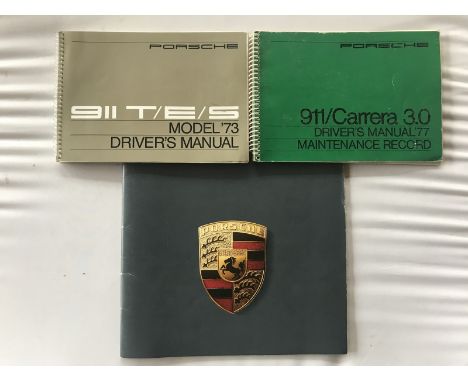 PORSCHE
911 T/E/S
MODEL '73
DRIVER'S MANUAL
PORSCHE
911/Carrera 3.0
DRIVER'S MANUAL '77
MAINTENANCE RECORD
PORSCHE